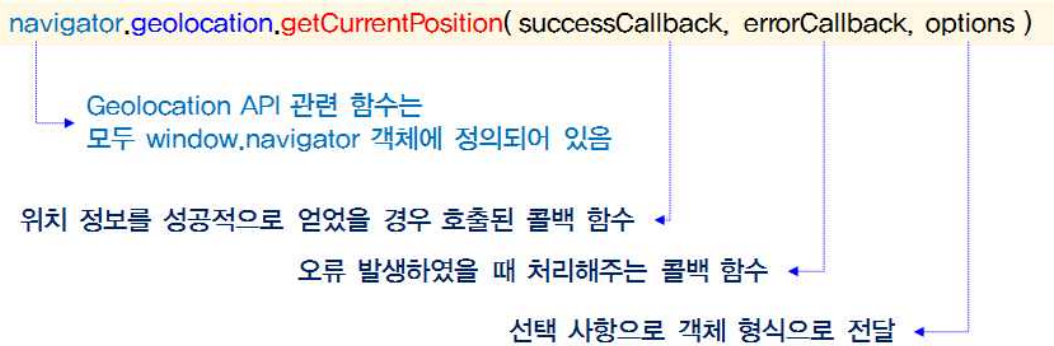 navigator.geolocation.getCurrentPosition( successCallback, errorCallback, options )
Geolocation API 관련 함수는
모두 window.navigator 객체에 정의되어 있음
위치 정보를 성공적으로 얻었을 경우 호출된 콜백 함수
오류 발생하였을 때 처리해주는 콜백 함수
선택 사항으로 객체 형식으로 전달